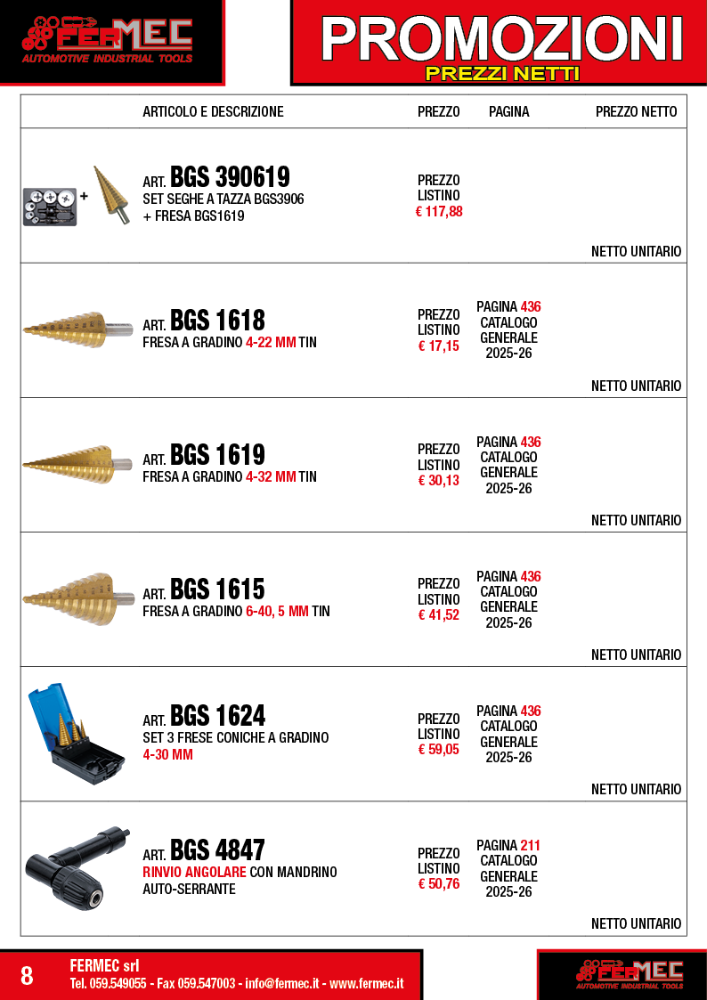 FERMEC
AUTOMOTIVE INDUSTRIAL TOOLS
PROMOZIONI
PREZZI NETTI
ARTICOLO E DESCRIZIONE PREZZO PAGINA PREZZO NETTO
+
ART. BGS 390619
SET SEGHE A TAZZA BGS3906
+ FRESA BGS1619
PREZZO
LISTINO
€ 117,88
NETTO UNITARIO
ART. BGS 1618
FRESA A GRADINO 4-22 MM TIN
PREZZO
LISTINO
€ 17,15
PAGINA 436
CATALOGO
GENERALE
2025-26
NETTO UNITARIO
ART. BGS 1619
FRESA A GRADINO 4-32 MM TIN
PREZZO
LISTINO
€ 30,13
PAGINA 436
CATALOGO
GENERALE
2025-26
NETTO UNITARIO
ART. BGS 1615
FRESA A GRADINO 6-40, 5 MM TIN
PREZZO
LISTINO
€ 41,52
PAGINA 436
CATALOGO
GENERALE
2025-26
NETTO UNITARIO
ART. BGS 1624
SET 3 FRESE CONICHE A GRADINO
4-30 MM
PREZZO
LISTINO
€ 59,05
PAGINA 436
CATALOGO
GENERALE
2025-26
NETTO UNITARIO
ART. BGS 4847
RINVIO ANGOLARE CON MANDRINO
AUTO-SERRANTE
PREZZO
LISTINO
€ 50,76
PAGINA 211
CATALOGO
GENERALE
2025-26
NETTO UNITARIO
8
FERMEC srl
Tel. 059.549055 - Fax 059.547003 - info@fermec.it - www.fermec.it
FERMEC
AUTOMOTIVE INDUSTRIAL TOOLS